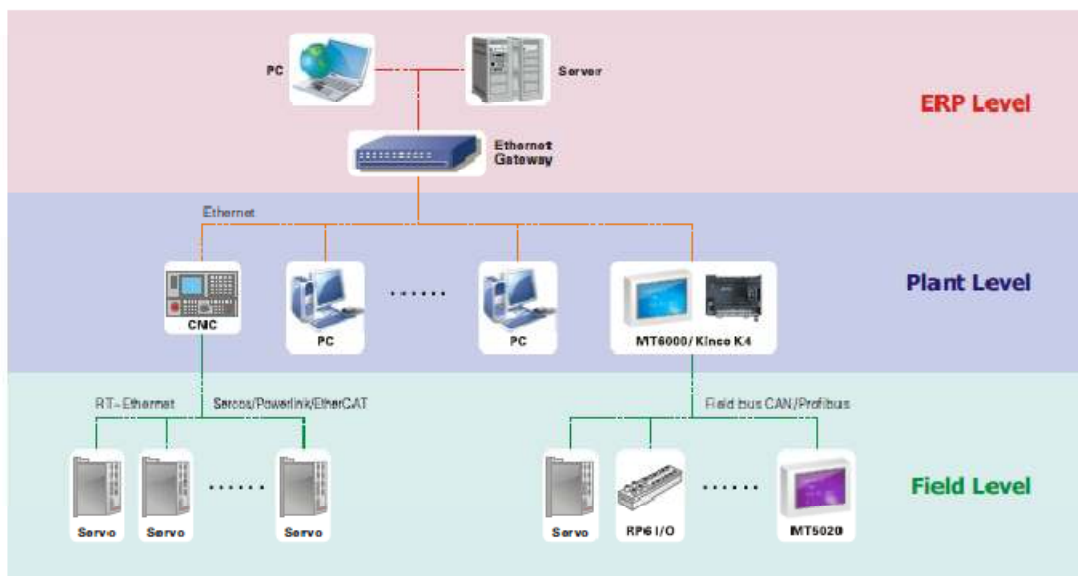 PC
Server
ERP Level
Ethernet
Gateway
Ethernet
CNC
PC
......
PC
MT6000/ Kinco K4
Plant Level
RT-Ethernet
Sercos/Powerlink/EtherCAT
Field bus CAN/Profibus
Servo
Servo
......
Servo
Servo
RP6 I/O
......
MT5020
Field Level